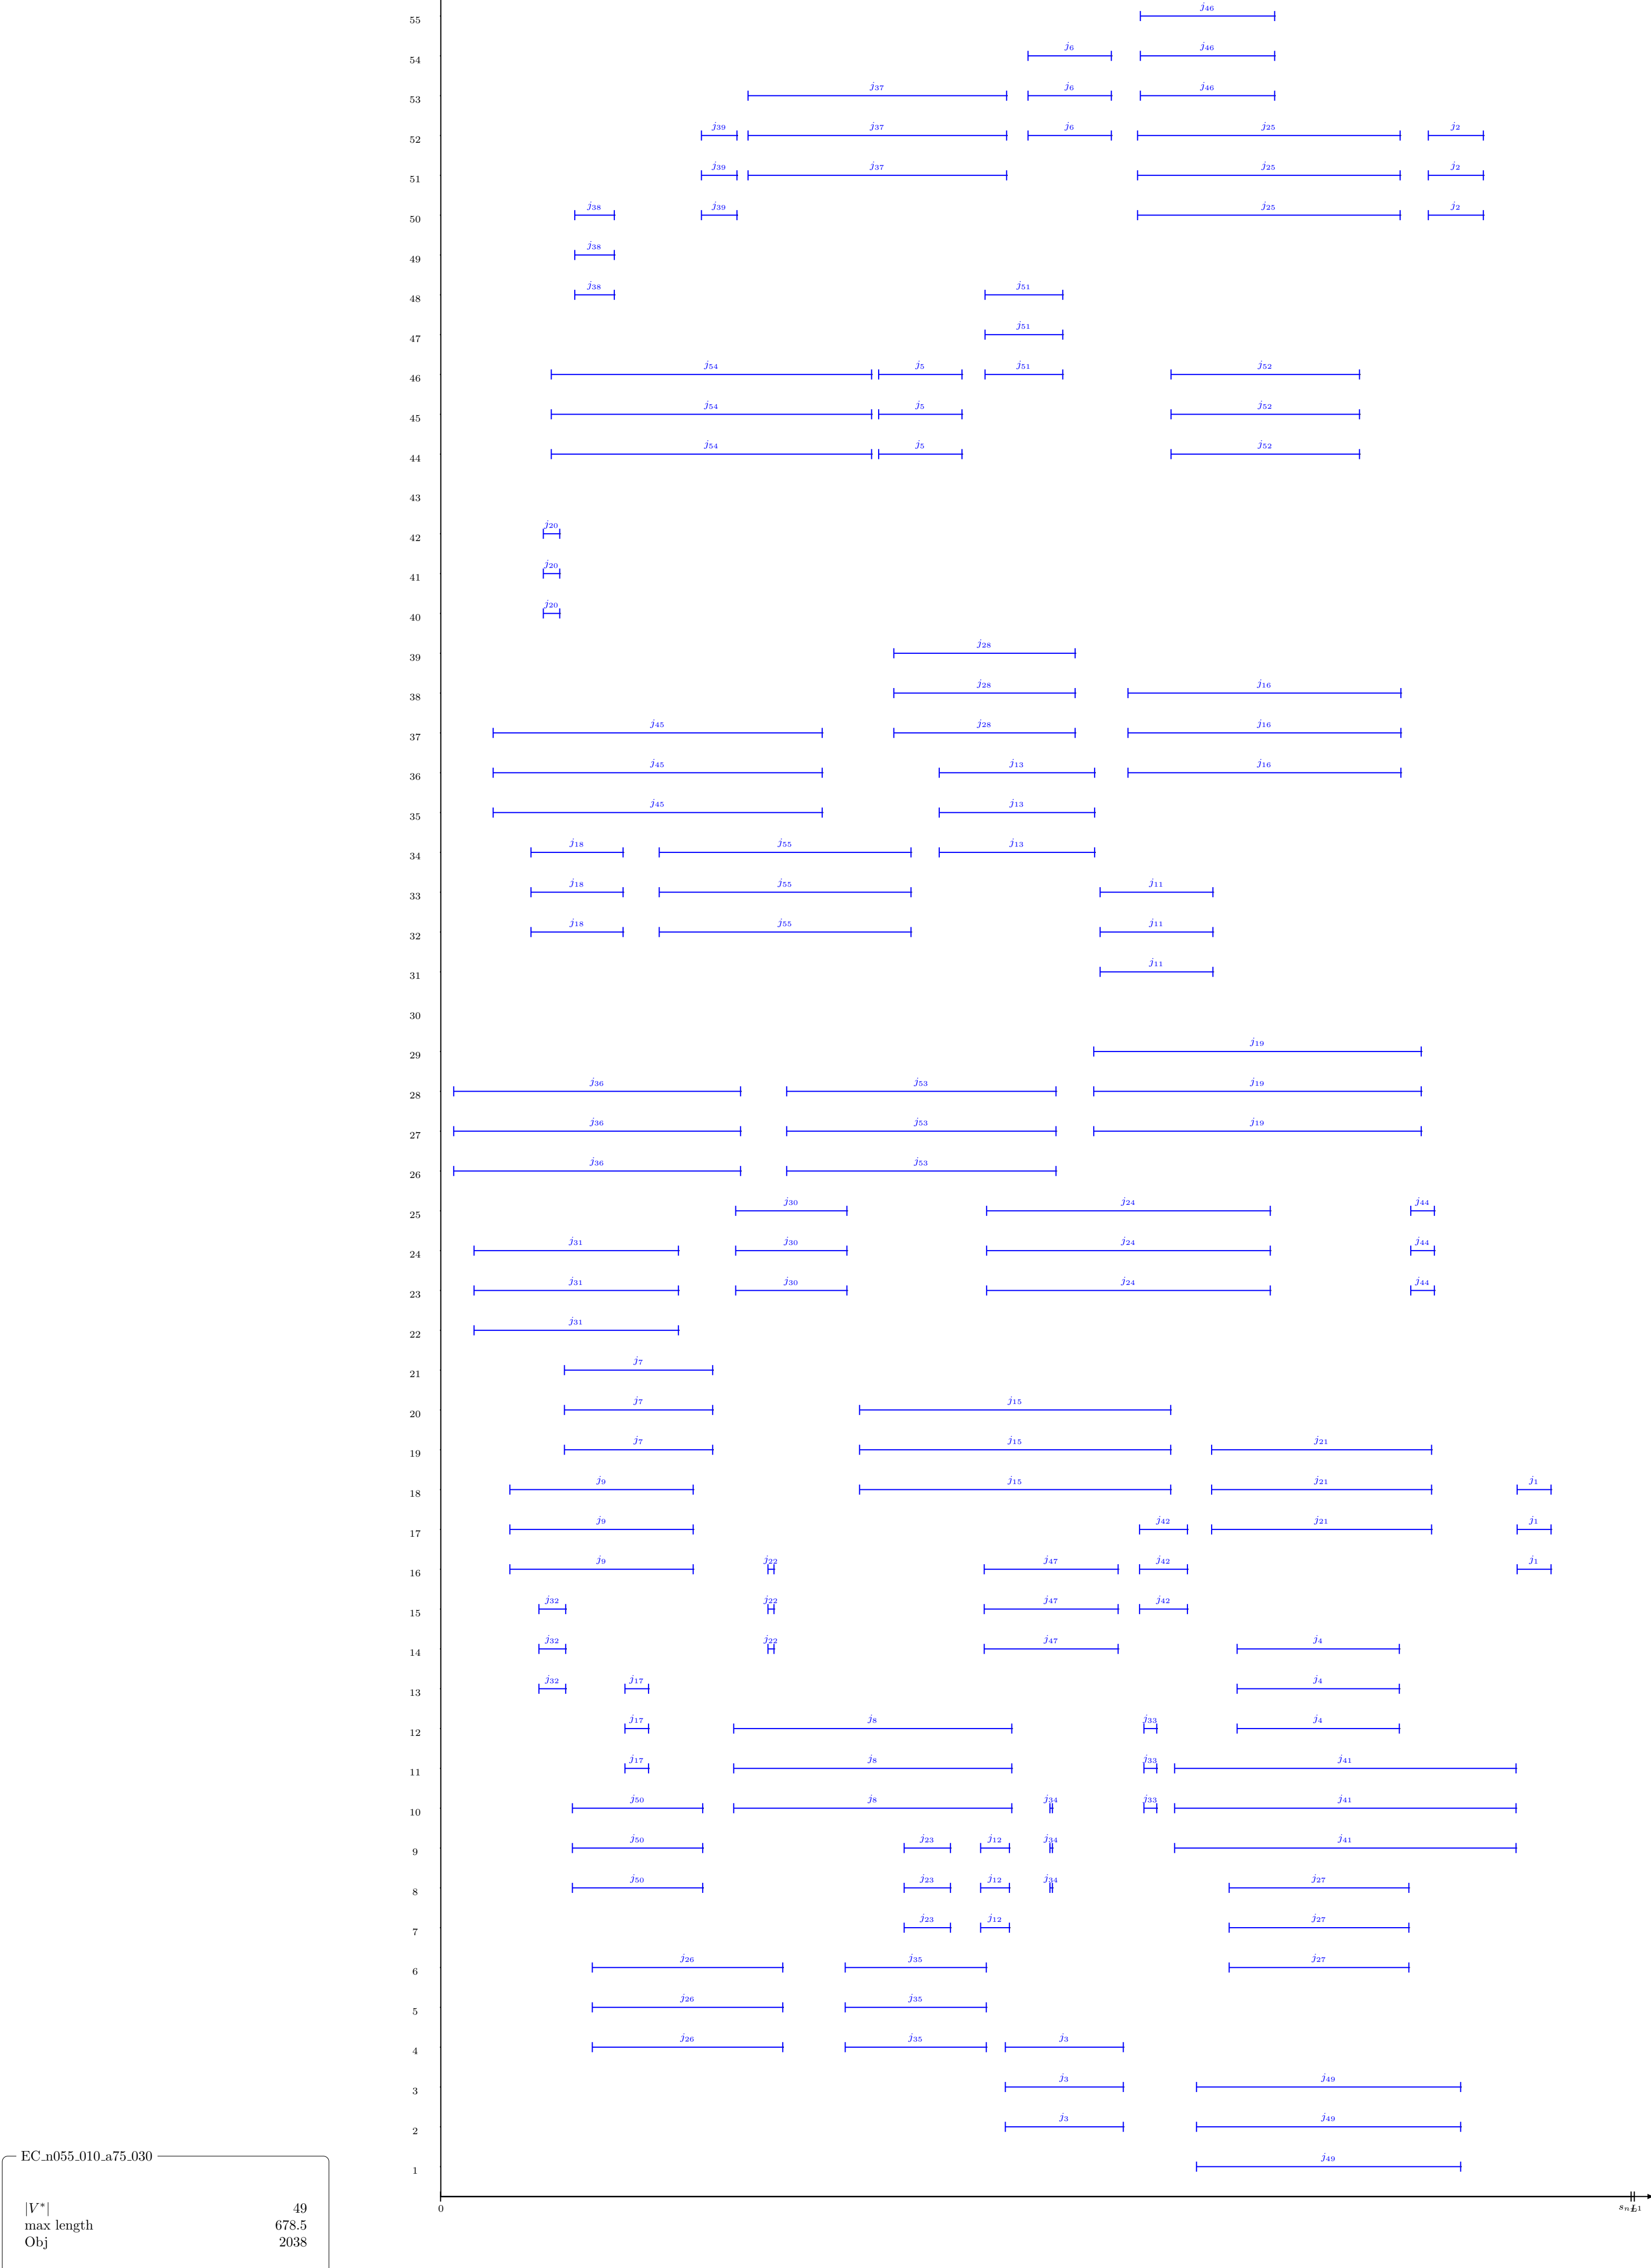 j46
55
j6 j46
54
j37 j6 j46
53
j39 j37 j6 j25 j2
52
j39 j37 j25 j2
51
j38 j39 j25 j2
50
j38
49
j38 j51
48
j51
47
j54 j5 j51 j52
46
j54 j5 j52
45
j54 j5 j52
44
43
j20
42
j20
41
j20
40
j28
39
j28 j16
38
j45 j28 j16
37
j45 j13 j16
36
j45 j13
35
j18 j55 j13
34
j18 j55 j11
33
j18 j55 j11
32
j11
31
30
j19
29
j36 j53 j19
28
j36 j53 j19
27
j36 j53
26
j30 j24 j44
25
j31 j30 j24 j44
24
j31 j30 j24 j44
23
j31
22
j7
21
j7 j15
20
j7 j15 j21
19
j9 j15 j21 j1
18
j9 j42 j21 j1
17
j9 j22 j47 j42 j1
16
j32 j22 j47 j42
15
j32 j22 j47 j4
14
j32 j17 j4
13
j17 j8 j33 j4
12
j17 j8 j33 j41
11
j50 j8 j34 j33 j41
10
j50 j23 j12 j34 j41
9
j50 j23 j12 j34 j27
8
j23 j12 j27
7
j26 j35 j27
6
j26 j35
5
j26 j35 j3
4
j3 j49
3
j3 j49
2
j49
1
0
EC_n055_010_a75_030
|V*| 49
max length 678.5
Obj 2038